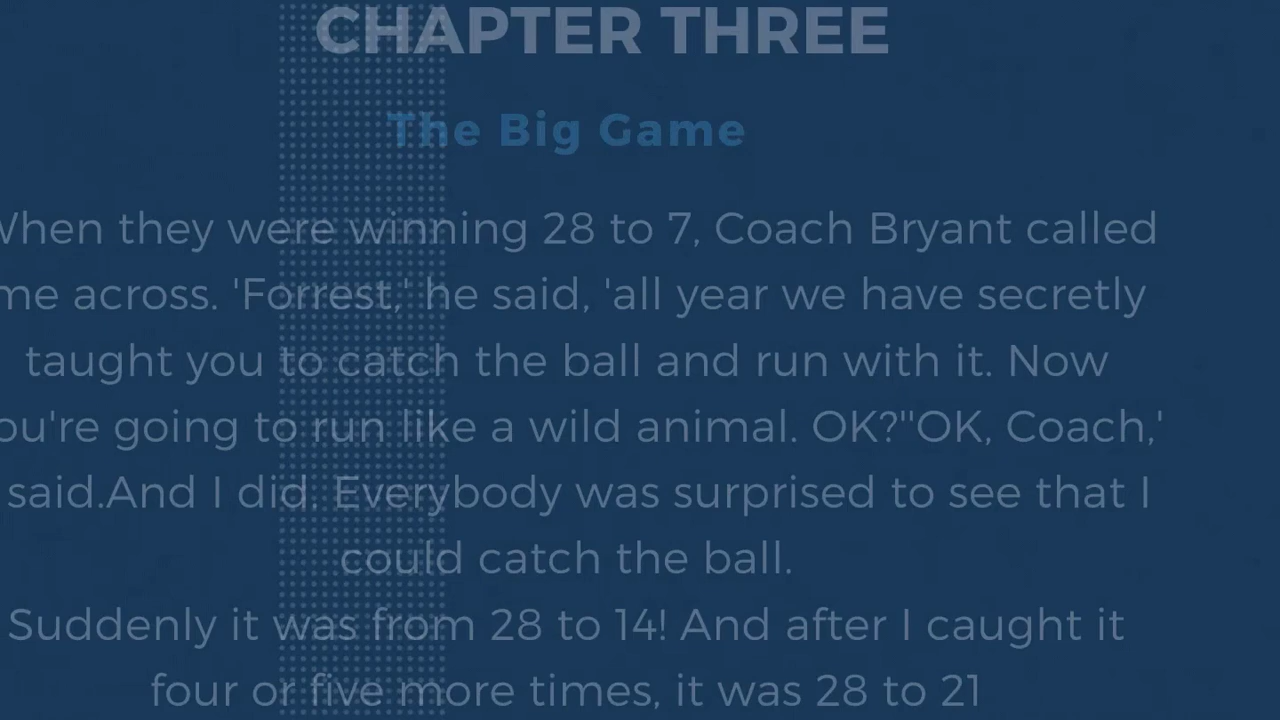 CHAPTER THREE
The Big Game
When they were winning 28 to 7, Coach Bryant called
me across. 'Forrest,' he said, 'all year we have secretly
taught you to catch the ball and run with it. Now
ou're going to run like a wild animal. OK?''OK, Coach,'
said.And I did. Everybody was surprised to see that I
could catch the ball.
Suddenly it was from 28 to 14! And after I caught it
four or five more times, it was 28 to 21